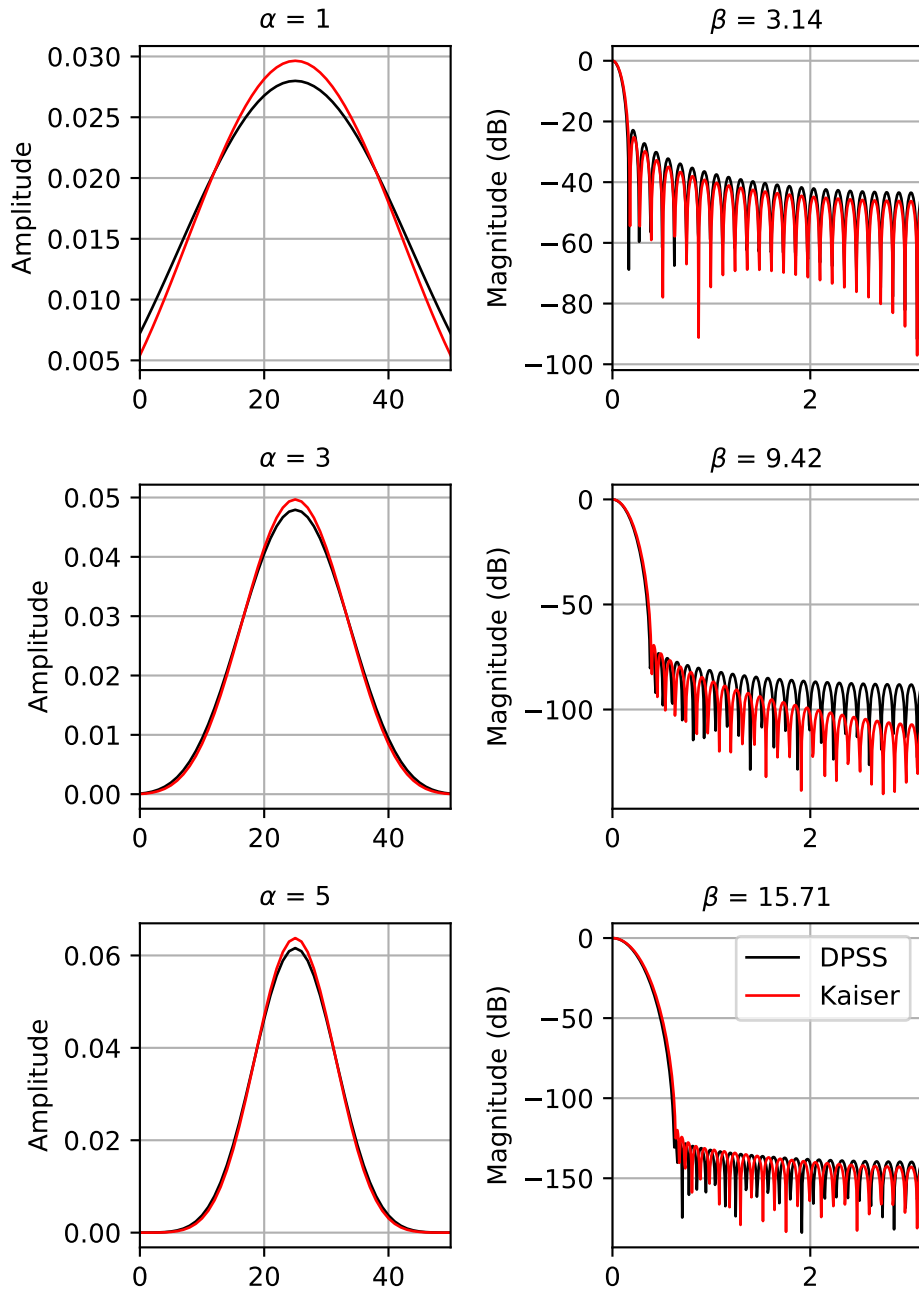 α = 1
Amplitude
0.030
0.025
0.020
0.015
0.010
0.005
0 20 40
β = 3.14
Magnitude (dB)
0
−20
−40
−60
−80
−100
0 2
α = 3
Amplitude
0.05
0.04
0.03
0.02
0.01
0.00
0 20 40
β = 9.42
Magnitude (dB)
0
−50
−100
0 2
α = 5
Amplitude
0.06
0.04
0.02
0.00
0 20 40
β = 15.71
Magnitude (dB)
0
−50
−100
−150
0 2
DPSS
Kaiser